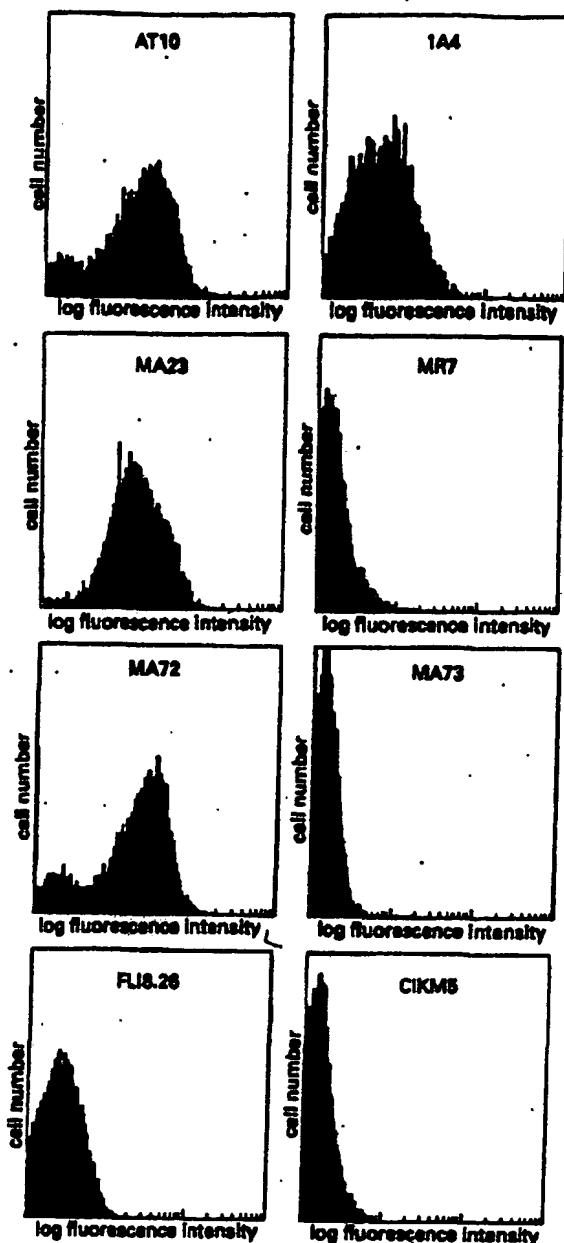 AT10
cell number
log fluorescence intensity
1A4
cell number
log fluorescence intensity
MA23
cell number
log fluorescence intensity
MR7
cell number
log fluorescence intensity
MA72
cell number
log fluorescence intensity
MA73
cell number
log fluorescence intensity
FLI8.26
cell number
log fluorescence intensity
CIKM5
cell number
log fluorescence intensity